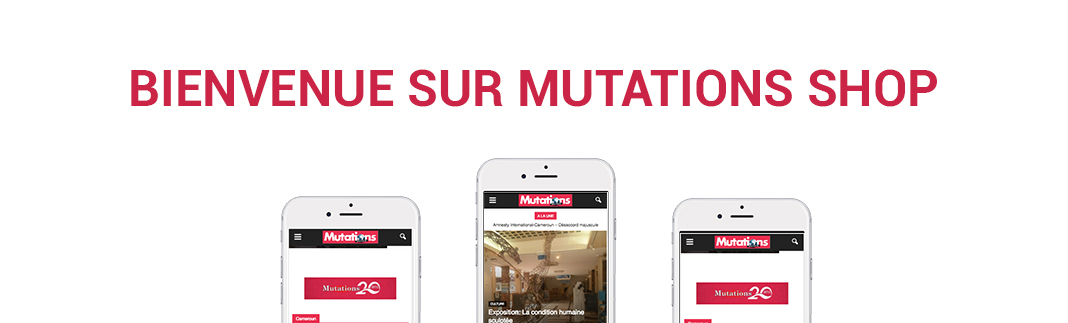 BIENVENUE SUR MUTATIONS SHOP
Mutations
A LA UNE
Amnesty International-Cameroun : Désaccord majuscule
CULTURE
Exposition: La condition humaine
sculptée
Mutations
Mutations 20
Cameroun
Mutations
Mutations 20